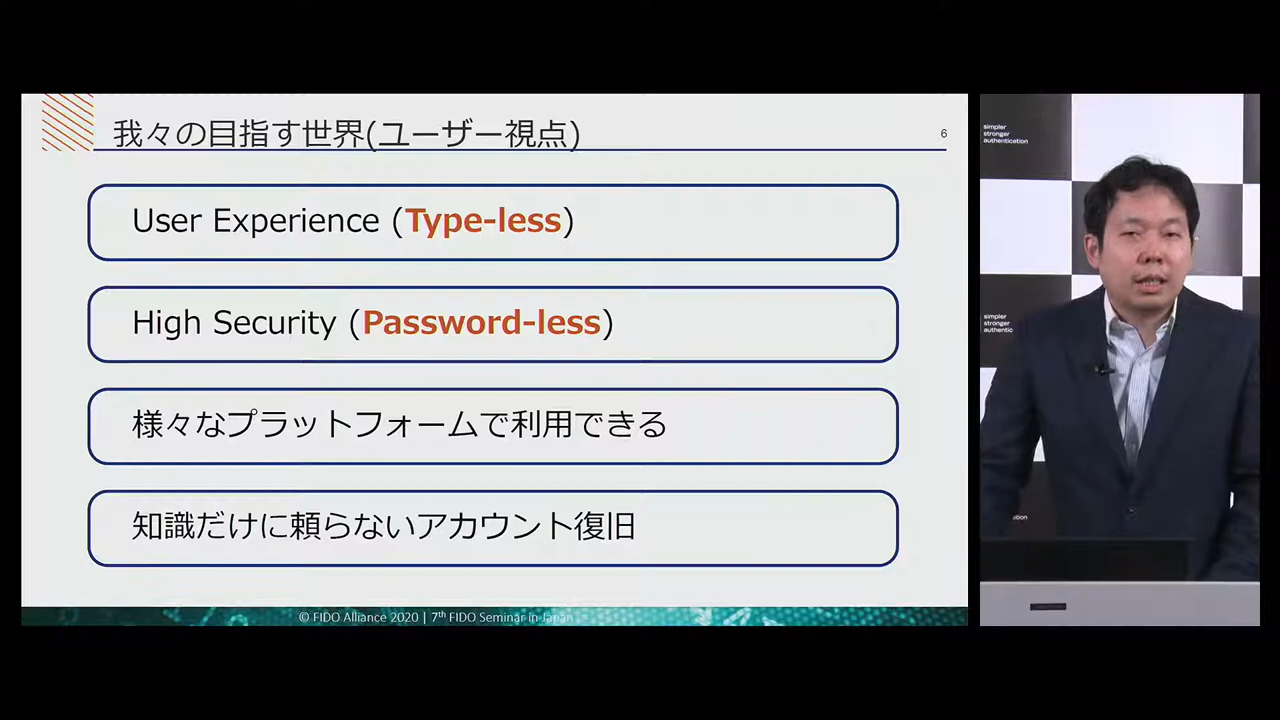 我々の目指す世界(ユーザー視点)
6
User Experience (Type-less)
High Security (Password-less)
様々なプラットフォームで利用できる
知識だけに頼らないアカウント復旧
© FIDO Alliance 2020 | 7th FIDO Seminar in Japan
simpler
stronger
authentication
simpler
stronger
authentic